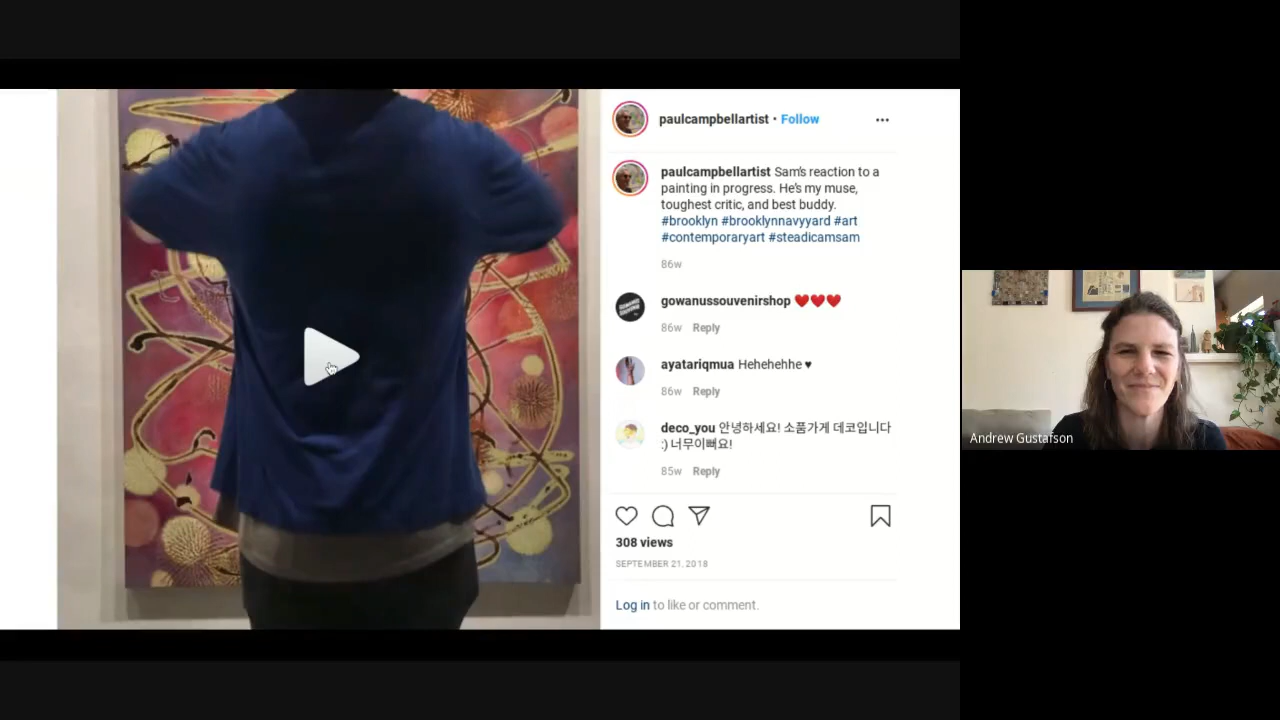 paulcampbellartist • Follow
paulcampbellartist Sam's reaction to a
painting in progress. He's my muse,
toughest critic, and best buddy.
#brooklyn #brooklynnavyyard #art
#contemporaryart #steadicamsam
86w
gowanussouvenirshop ❤️❤️❤️
86w Reply
ayatariqmua Hehehehhe ♥
86w Reply
deco_you 안녕하세요! 소품가게 데코입니다
:) 너무이뻐요!
85w Reply
308 views
SEPTEMBER 21, 2018
Log in to like or comment.
Andrew Gustafson